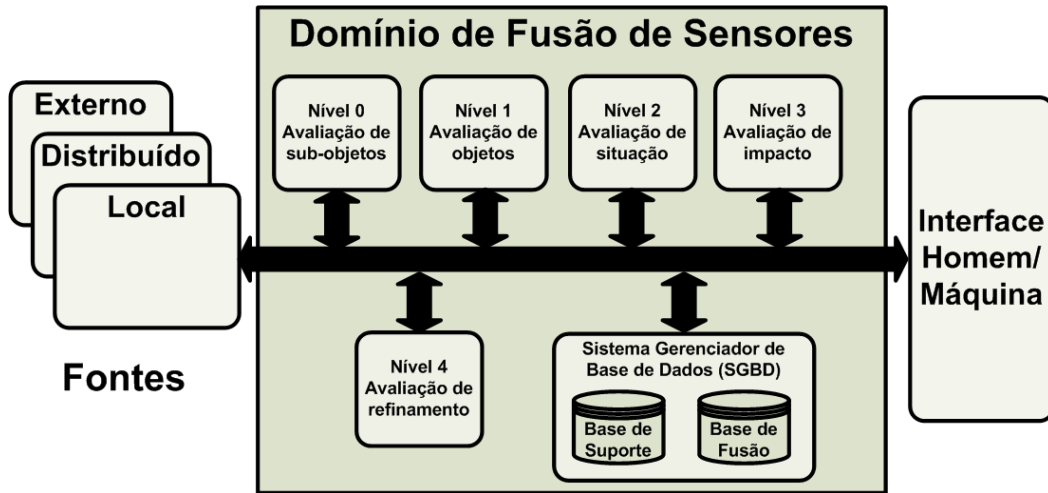 Domínio de Fusão de Sensores
Externo
Distribuído
Local
Fontes
Nível 0
Avaliação de
sub-objetos
Nível 1
Avaliação de
objetos
Nível 2
Avaliação de
situação
Nível 3
Avaliação de
impacto
Nível 4
Avaliação de
refinamento
Sistema Gerenciador de
Base de Dados (SGBD)
Base de
Suporte
Base de
Fusão
Interface
Homem/
Máquina